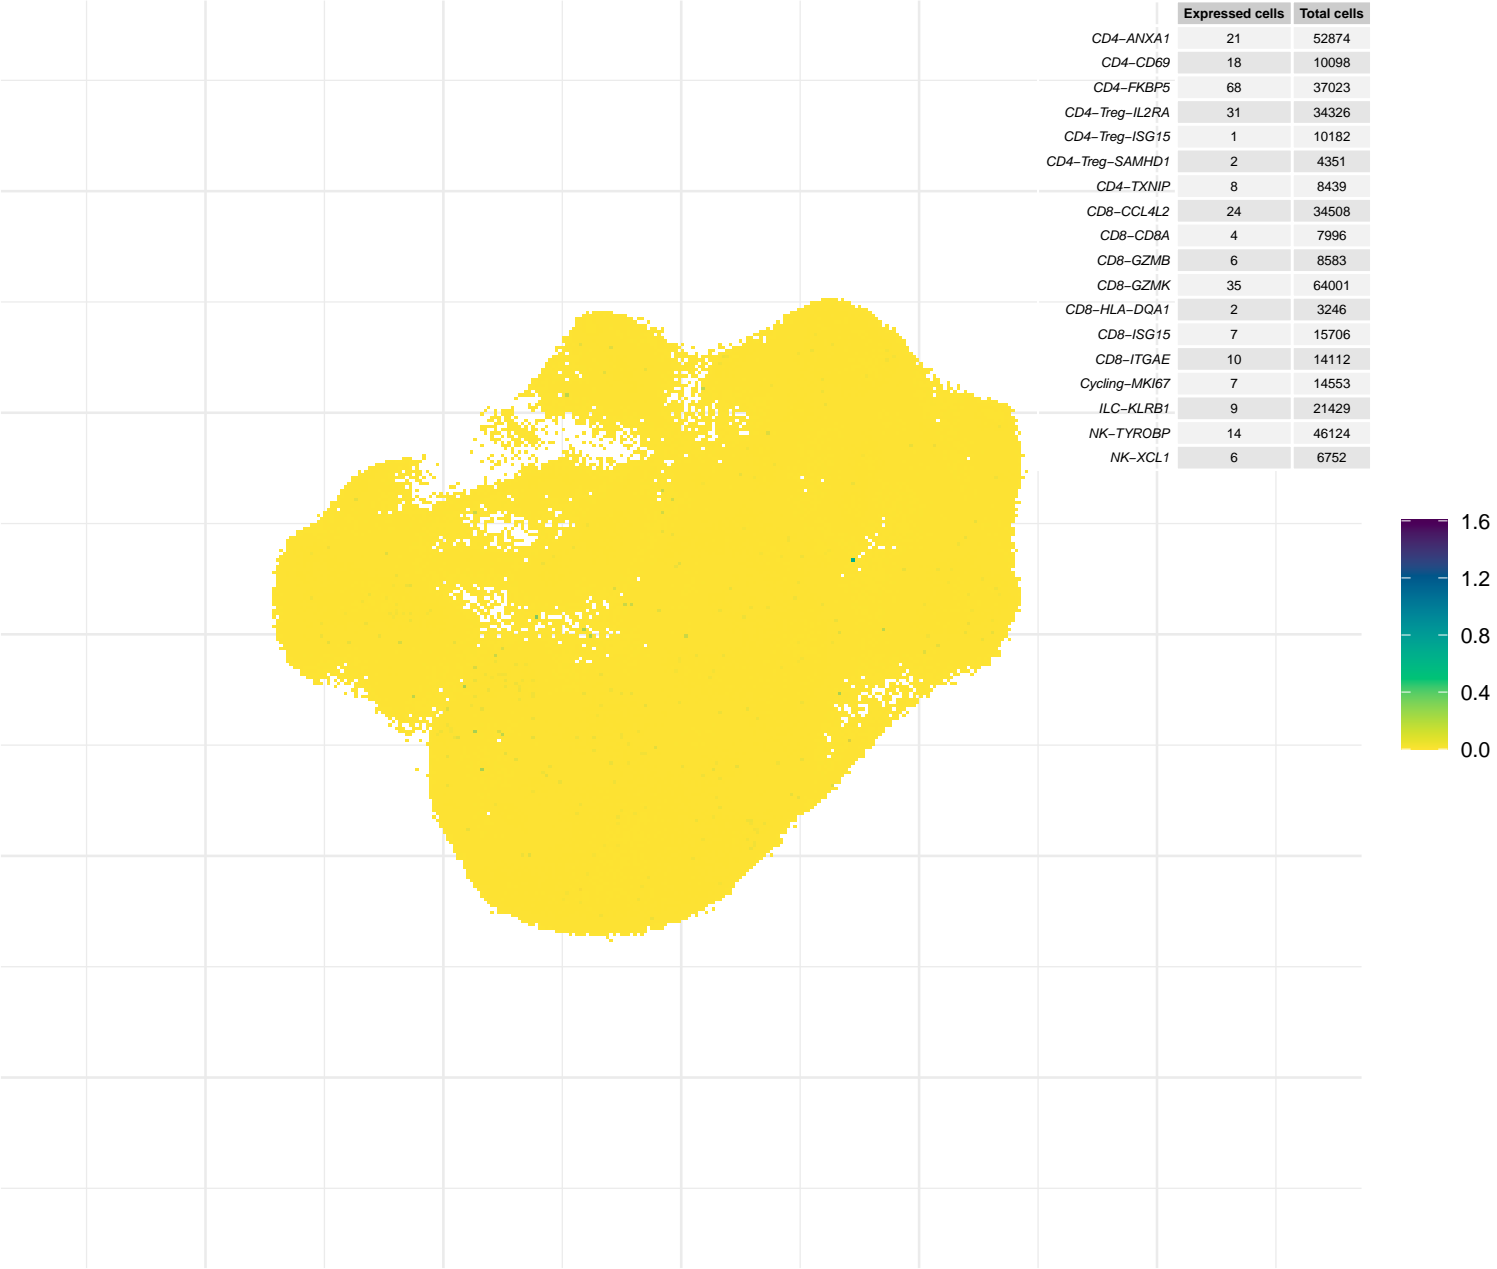 Expressed cells Total cells
CD4−ANXA1 21 52874
CD4−CD69 18 10098
CD4−FKBP5 68 37023
CD4−Treg−IL2RA 31 34326
CD4−Treg−ISG15 1 10182
CD4−Treg−SAMHD1 2 4351
CD4−TXNIP 8 8439
CD8−CCL4L2 24 34508
CD8−CD8A 4 7996
CD8−GZMB 6 8583
CD8−GZMK 35 64001
CD8−HLA−DQA1 2 3246
CD8−ISG15 7 15706
CD8−ITGAE 10 14112
Cycling−MKI67 7 14553
ILC−KLRB1 9 21429
NK−TYROBP 14 46124
NK−XCL1 6 6752
1.6
1.2
0.8
0.4
0.0